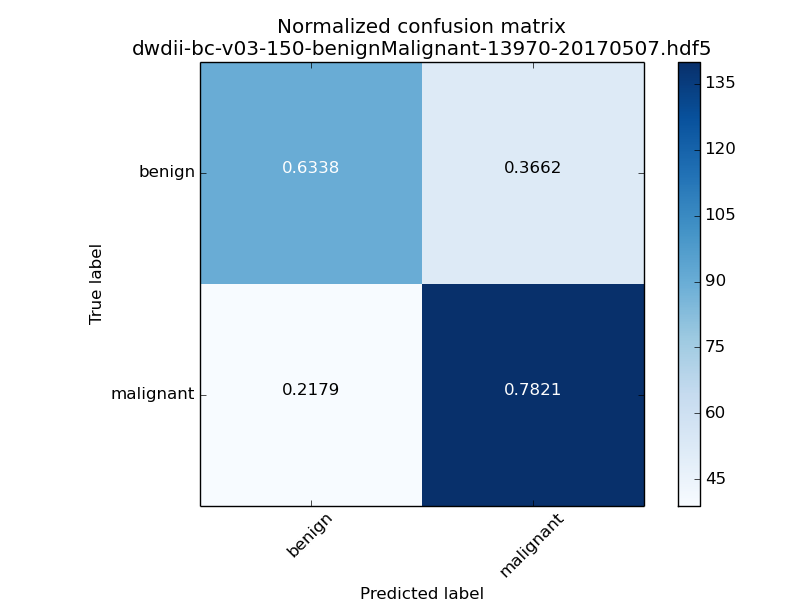 Normalized confusion matrix
dwdii-bc-v03-150-benignMalignant-13970-20170507.hdf5
135
120
105
90
75
60
45
True label
benign
0.6338
0.3662
malignant
0.2179
0.7821
benign
malignant
Predicted label